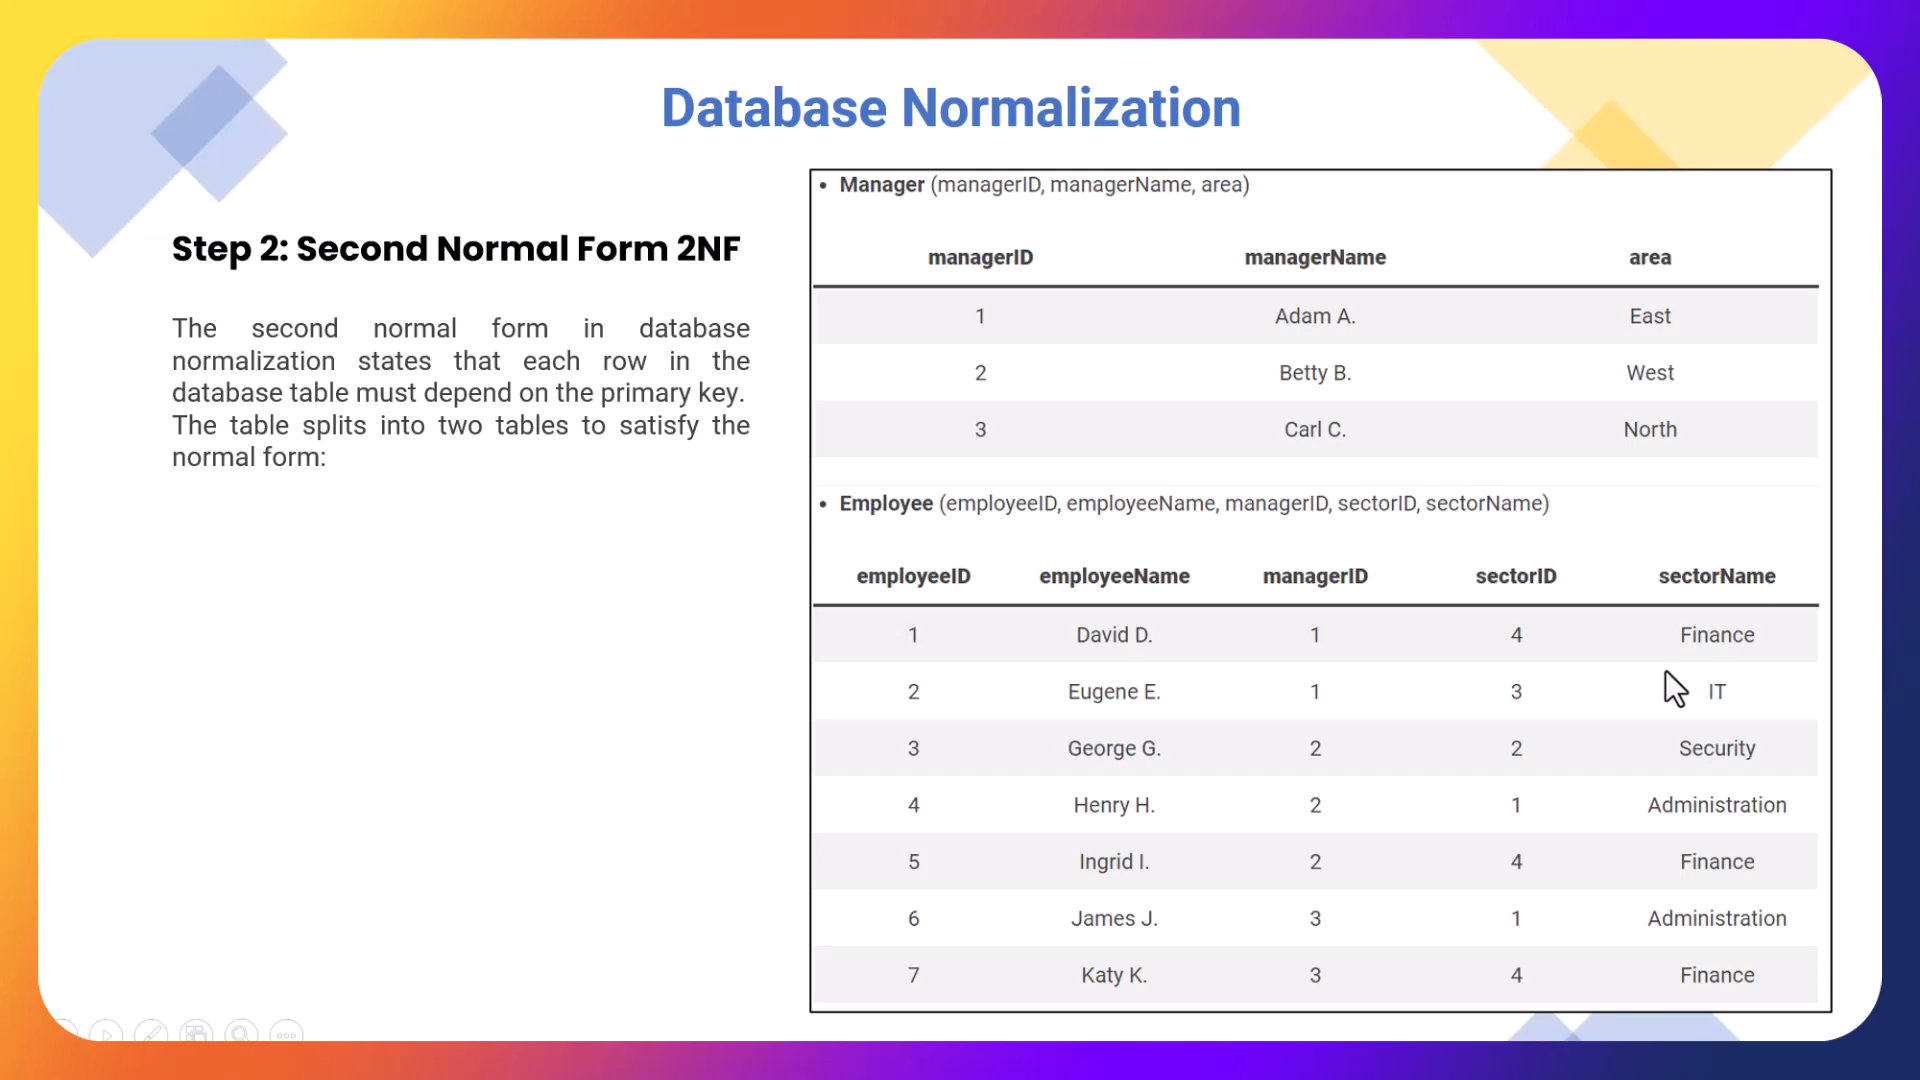 Database Normalization
Step 2: Second Normal Form 2NF
The second normal form in database
normalization states that each row in the
database table must depend on the primary key.
The table splits into two tables to satisfy the
normal form:
• Manager (managerID, managerName, area)
managerID managerName area
1 Adam A. East
2 Betty B. West
3 Carl C. North
• Employee (employeeID, employeeName, managerID, sectorID, sectorName)
employeeID employeeName managerID sectorID sectorName
1 David D. 1 4 Finance
2 Eugene E. 1 3 IT
3 George G. 2 2 Security
4 Henry H. 2 1 Administration
5 Ingrid I. 2 4 Finance
6 James J. 3 1 Administration
7 Katy K. 3 4 Finance